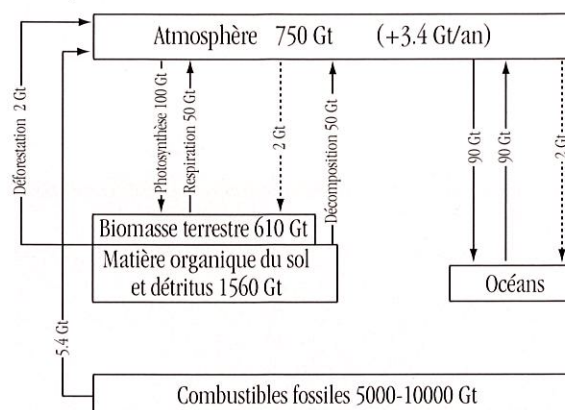 Atmosphère 750 Gt (+3.4 Gt/an)
Déforestation 2 Gt
Photosynthèse 100 Gt
Respiration 50 Gt
2 Gt
Décomposition 50 Gt
90 Gt
90 Gt
2 Gt
Biomasse terrestre 610 Gt
Matière organique du sol
et détritus 1560 Gt
Océans
5.4 Gt
Combustibles fossiles 5000-10000 Gt